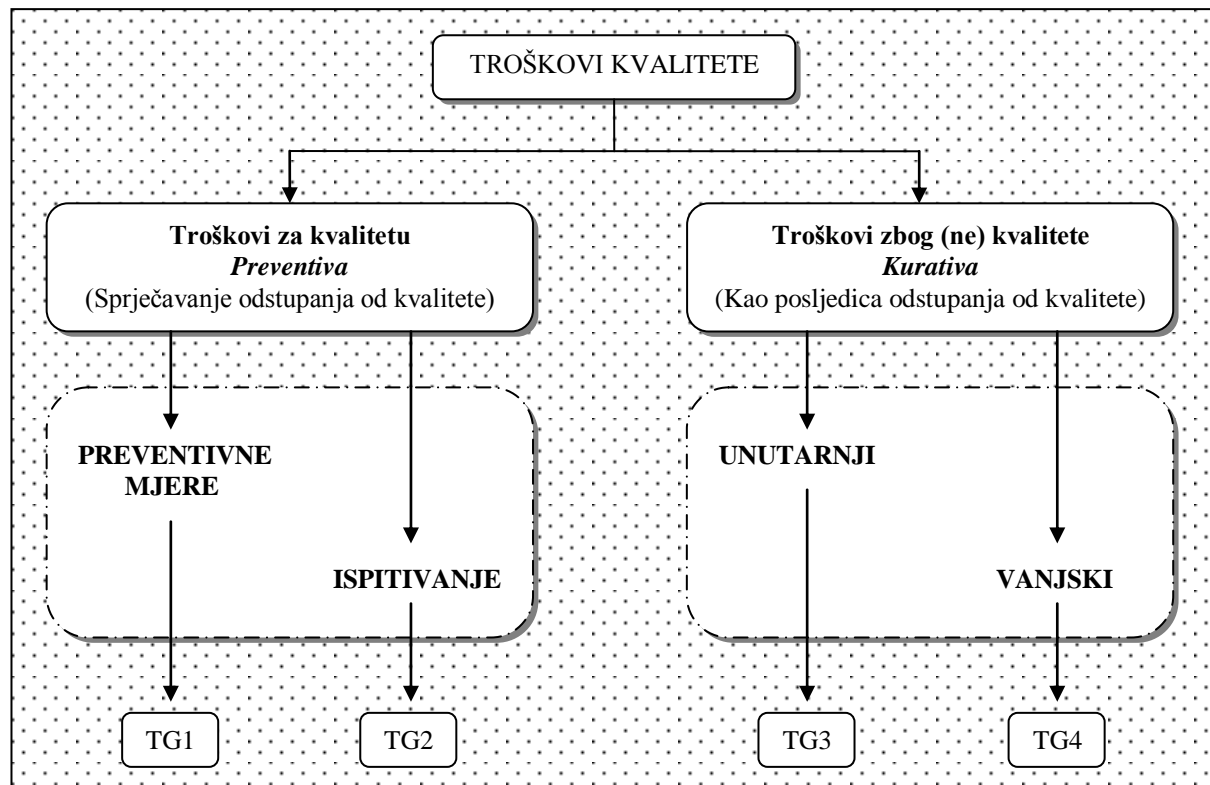 TROŠKOVI KVALITETE
Troškovi za kvalitetu
Preventiva
(Sprječavanje odstupanja od kvalitete)
Troškovi zbog (ne) kvalitete
Kurativa
(Kao posljedica odstupanja od kvalitete)
PREVENTIVNE
MJERE
ISPITIVANJE
UNUTARNJI
VANJSKI
TG1
TG2
TG3
TG4